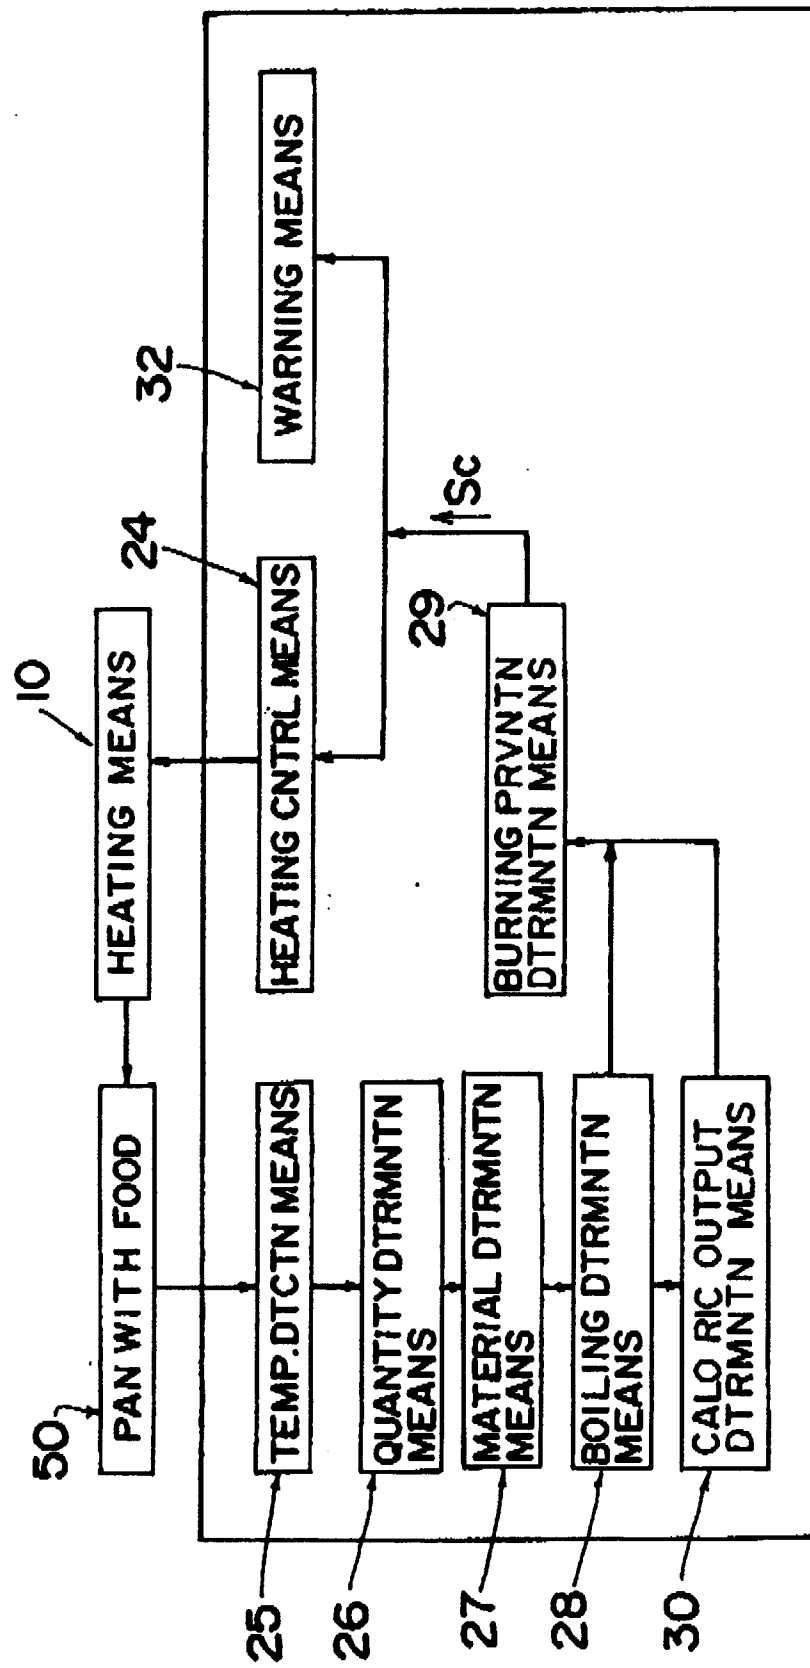 10
HEATING MEANS
50
PAN WITH FOOD
24
HEATING CNTRL MEANS
32
WARNING MEANS
25
TEMP. DTCTN MEANS
26
QUANTITY DTRMNTN
MEANS
27
MATERIAL DTRMNTN
MEANS
28
BOILING DTRMNTN
MEANS
30
CALO RIC OUTPUT
DTRMNTN MEANS
29
BURNING PRVNTN
DTRMNTN MEANS
Sc